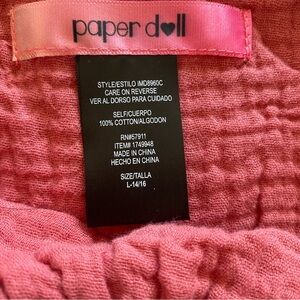 paper doll
STYLE/ESTILO IMD8960C
CARE ON REVERSE
VER AL DORSO PARA CUIDADO
SELF/CUERPO
100% COTTON/ALGODON
RN#57911
ITEM# 1749948
MADE IN CHINA
HECHO EN CHINA
SIZE/TALLA
L-14/16